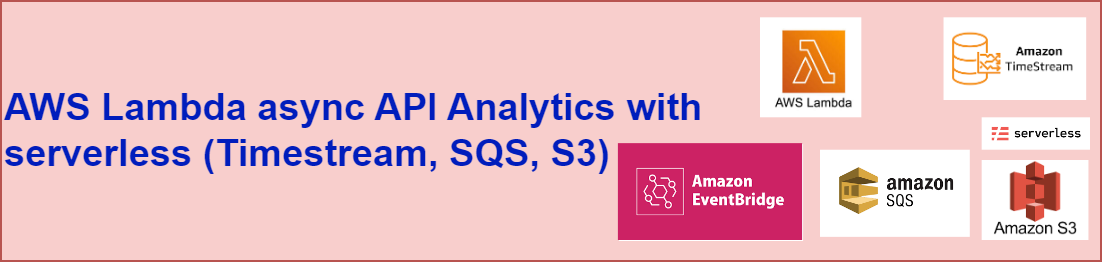 AWS Lambda async API Analytics with
serverless (Timestream, SQS, S3)
AWS Lambda
Amazon
TimeStream
serverless
Amazon
EventBridge
amazon
SQS
Amazon S3